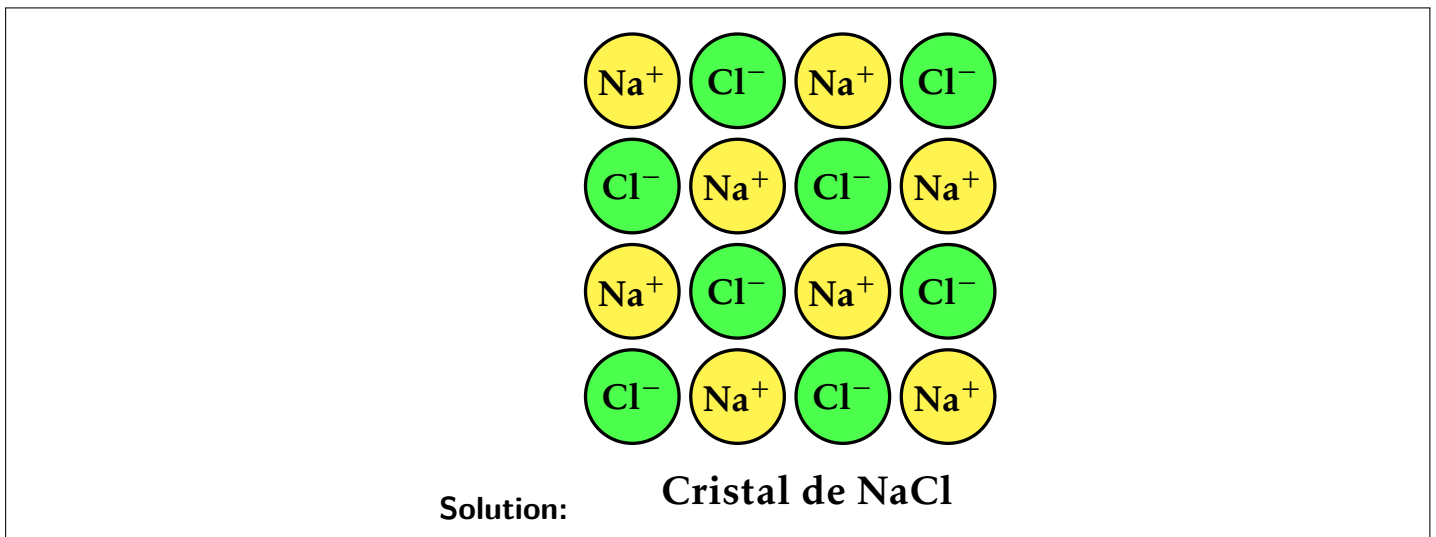 Na⁺ Cl⁻ Na⁺ Cl⁻
Cl⁻ Na⁺ Cl⁻ Na⁺
Na⁺ Cl⁻ Na⁺ Cl⁻
Cl⁻ Na⁺ Cl⁻ Na⁺
Cristal de NaCl
Solution: